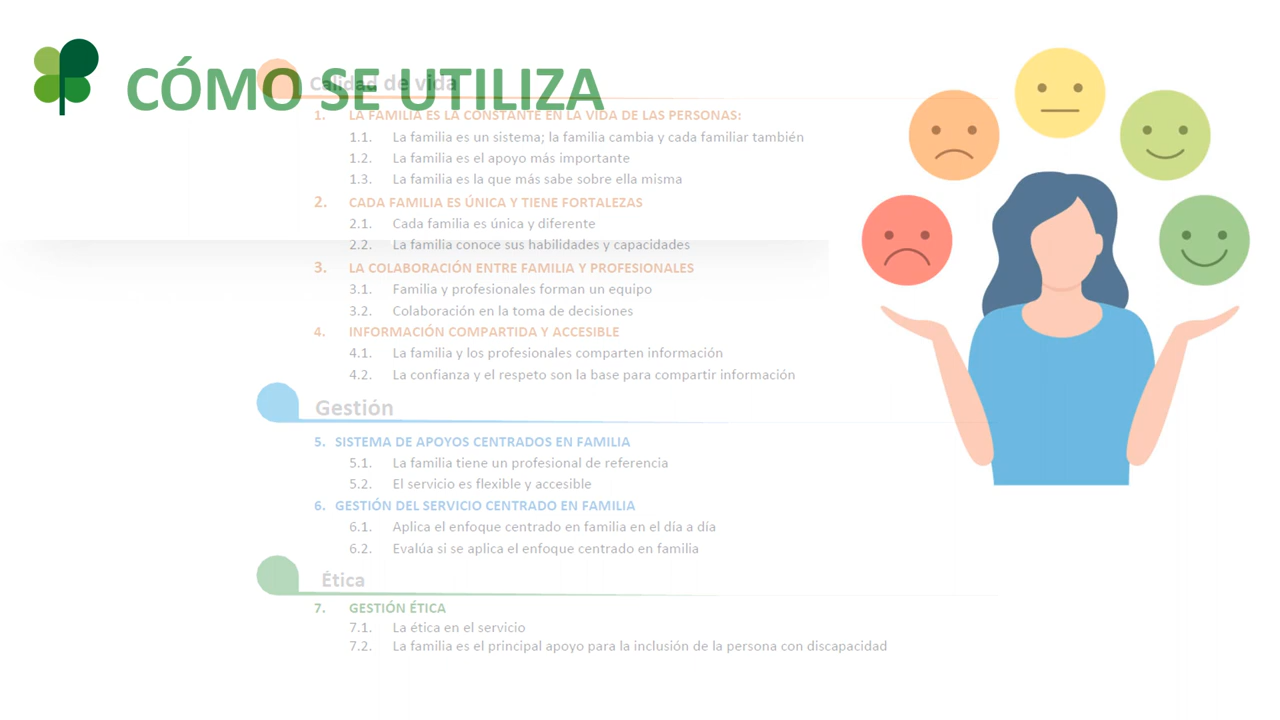 CÓMO SE UTILIZA
Calidad de vida
1. LA FAMILIA ES LA CONSTANTE EN LA VIDA DE LAS PERSONAS:
1.1. La familia es un sistema; la familia cambia y cada familiar también
1.2. La familia es el apoyo más importante
1.3. La familia es la que más sabe sobre ella misma
2. CADA FAMILIA ES ÚNICA Y TIENE FORTALEZAS
2.1. Cada familia es única y diferente
2.2. La familia conoce sus habilidades y capacidades
3. LA COLABORACIÓN ENTRE FAMILIA Y PROFESIONALES
3.1. Familia y profesionales forman un equipo
3.2. Colaboración en la toma de decisiones
4. INFORMACIÓN COMPARTIDA Y ACCESIBLE
4.1. La familia y los profesionales comparten información
4.2. La confianza y el respeto son la base para compartir información
Gestión
5. SISTEMA DE APOYOS CENTRADOS EN FAMILIA
5.1. La familia tiene un profesional de referencia
5.2. El servicio es flexible y accesible
6. GESTIÓN DEL SERVICIO CENTRADO EN FAMILIA
6.1. Aplica el enfoque centrado en familia en el día a día
6.2. Evalúa si se aplica el enfoque centrado en familia
Ética
7. GESTIÓN ÉTICA
7.1. La ética en el servicio
7.2. La familia es el principal apoyo para la inclusión de la persona con discapacidad